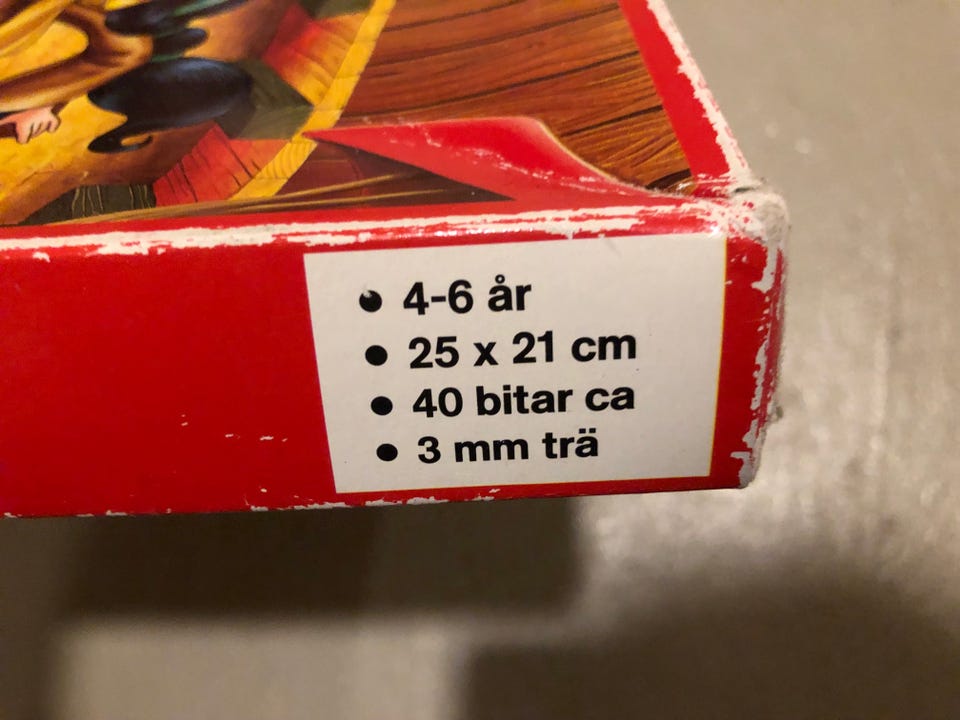 • 4-6 år
• 25 x 21 cm
• 40 bitar ca
• 3 mm trä